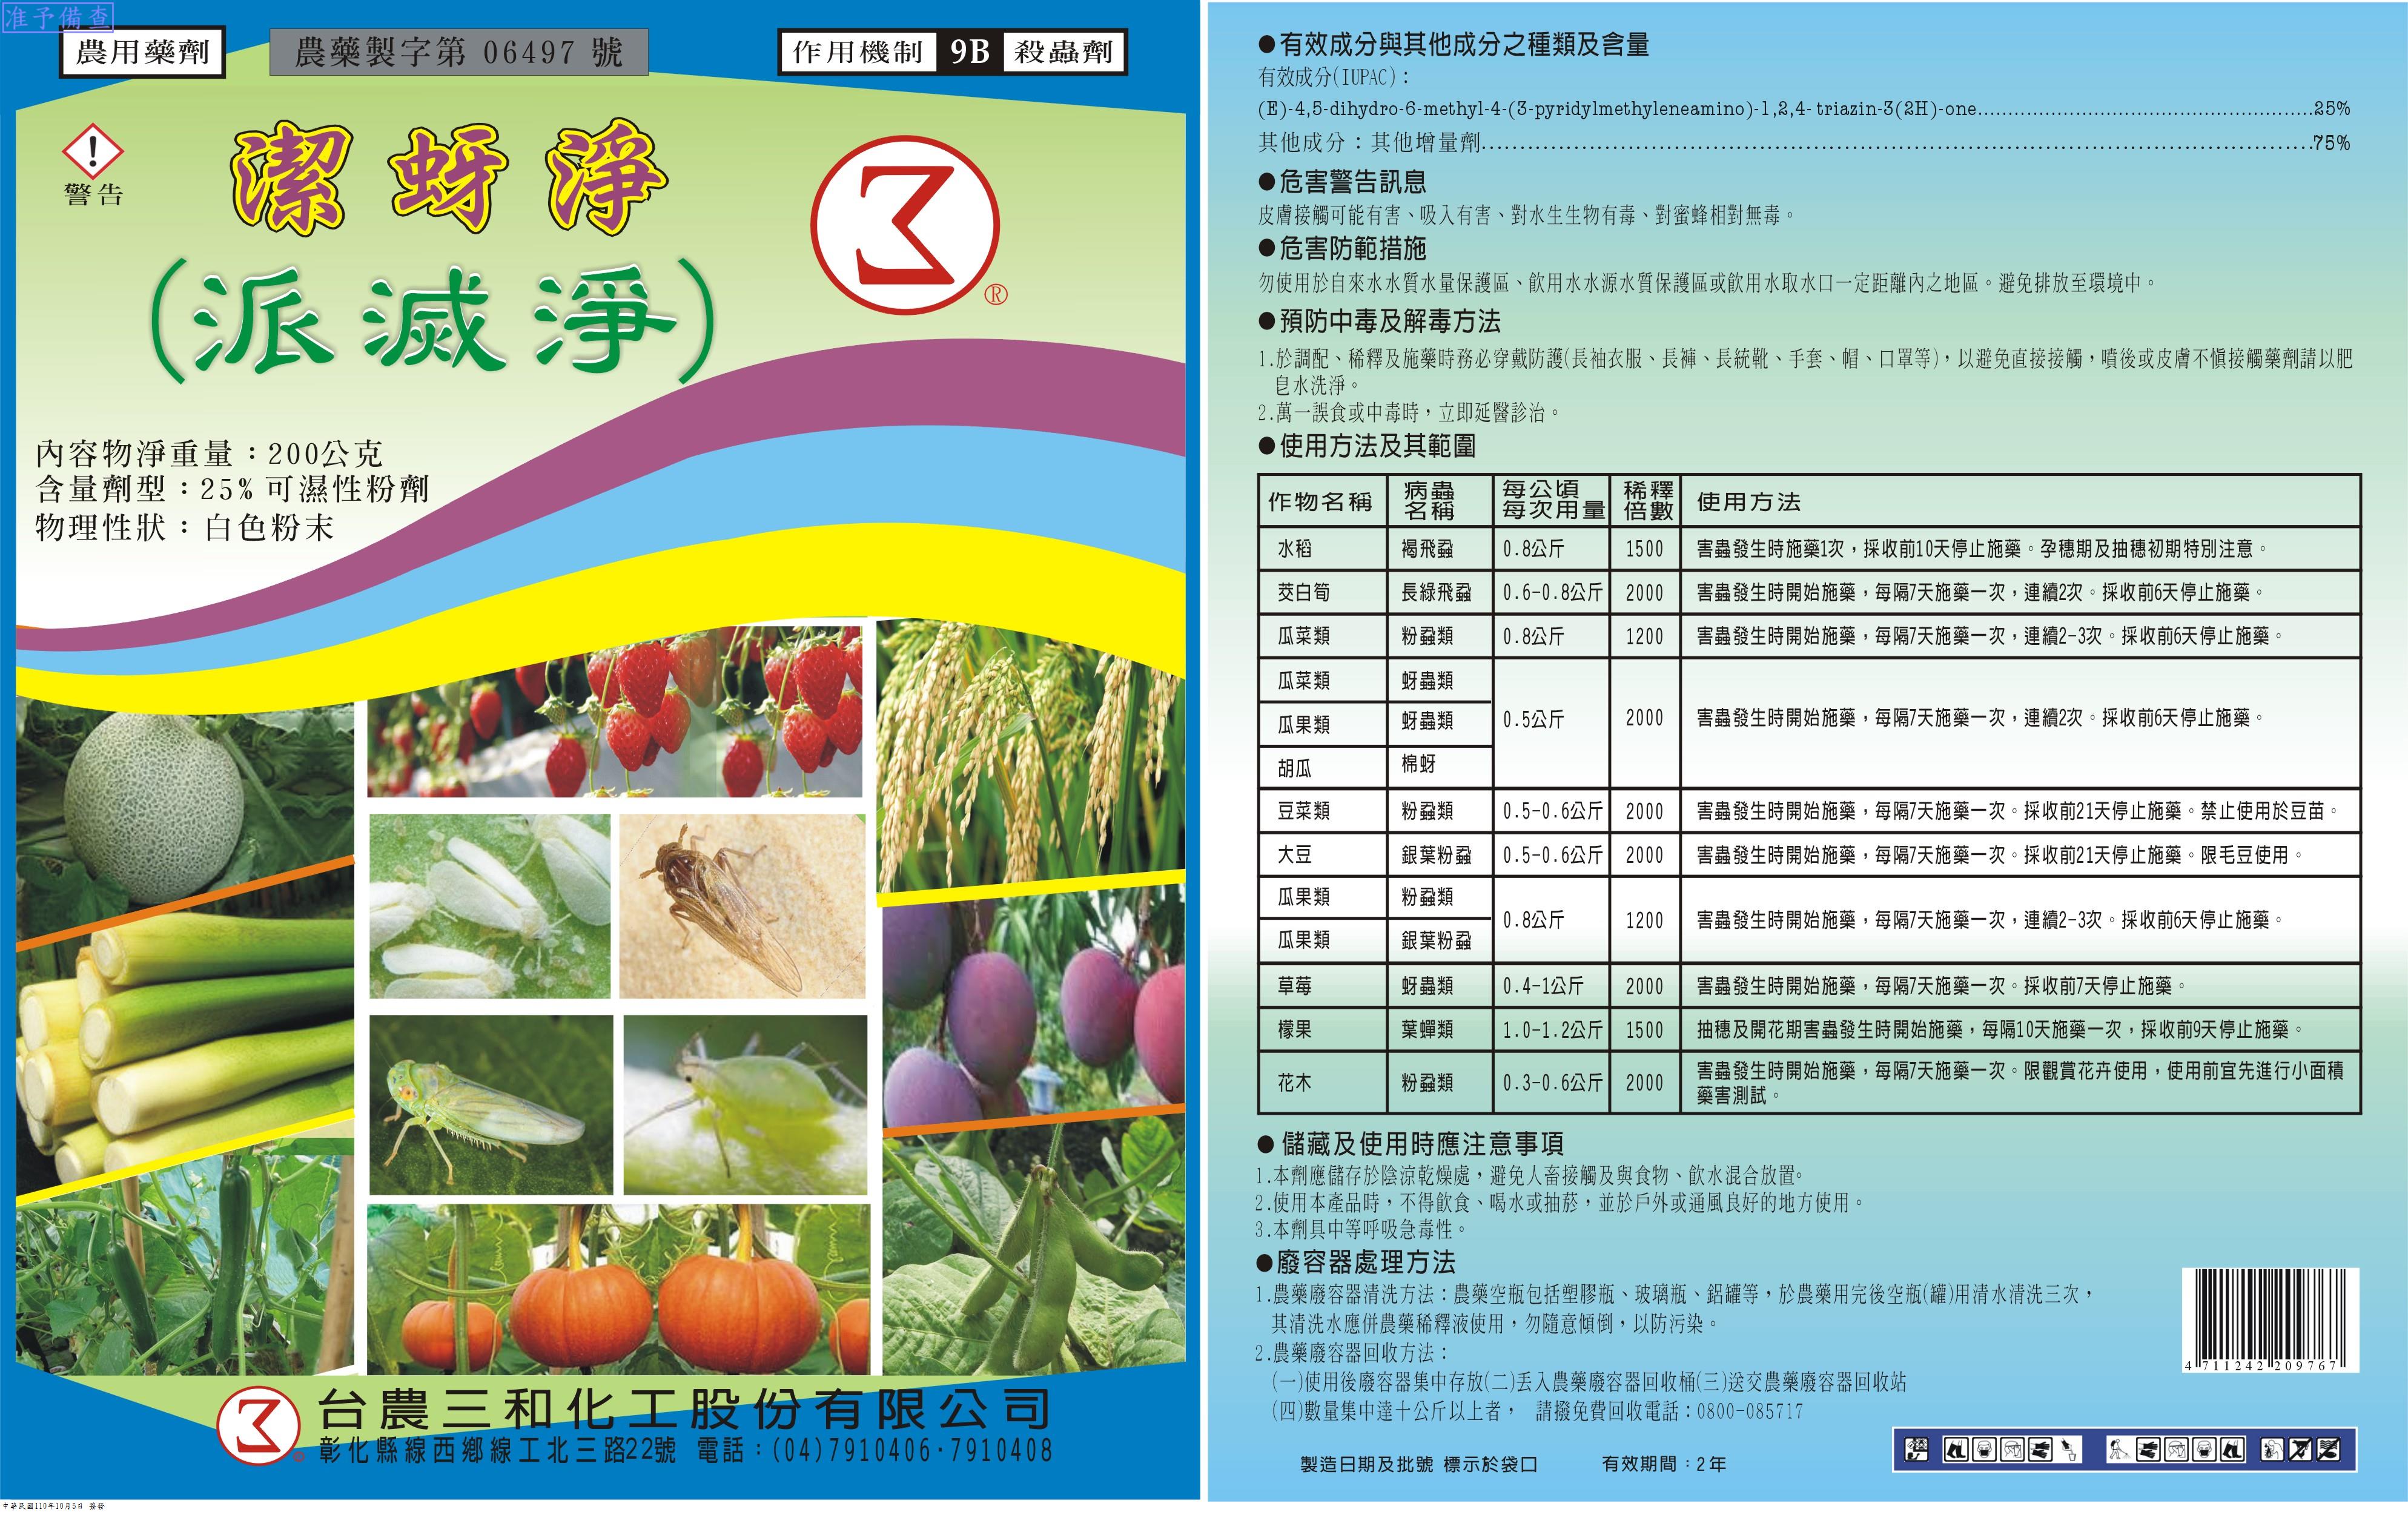 准予備查
農用藥劑
農藥製字第 06497 號
作用機制 9B 殺蟲劑
警告
潔蚜淨
(派滅淨)
®
內容物淨重量：200公克
含量劑型：25% 可濕性粉劑
物理性狀：白色粉末
台農三和化工股份有限公司
彰化縣線西鄉線工北三路22號 電話：(04)7910406·7910408
中華民國110年10月5日 簽發
●有效成分與其他成分之種類及含量
有效成分(IUPAC)：
(E)-4,5-dihydro-6-methyl-4-(3-pyridylmethyleneamino)-1,2,4- triazin-3(2H)-one.....................................................25%
其他成分：其他增量劑.........................................................................................................75%
●危害警告訊息
皮膚接觸可能有害、吸入有害、對水生生物有毒、對蜜蜂相對無毒。
●危害防範措施
勿使用於自來水水質水量保護區、飲用水水源水質保護區或飲用水取水口一定距離內之地區。避免排放至環境中。
●預防中毒及解毒方法
1.於調配、稀釋及施藥時務必穿戴防護(長袖衣服、長褲、長統靴、手套、帽、口罩等)，以避免直接接觸，噴後或皮膚不慎接觸藥劑請以肥
皀水洗淨。
2.萬一誤食或中毒時，立即延醫診治。
●使用方法及其範圍
作物名稱 病蟲名稱 每公頃每次用量 稀釋倍數 使用方法
水稻 褐飛蝨 0.8公斤 1500 害蟲發生時施藥1次，採收前10天停止施藥。孕穗期及抽穗初期特別注意。
茭白筍 長綠飛蝨 0.6-0.8公斤 2000 害蟲發生時開始施藥，每隔7天施藥一次，連續2次。採收前6天停止施藥。
瓜菜類 粉蝨類 0.8公斤 1200 害蟲發生時開始施藥，每隔7天施藥一次，連續2-3次。採收前6天停止施藥。
瓜菜類 蚜蟲類
瓜果類 蚜蟲類 0.5公斤 2000 害蟲發生時開始施藥，每隔7天施藥一次，連續2次。採收前6天停止施藥。
胡瓜 棉蚜
豆菜類 粉蝨類 0.5-0.6公斤 2000 害蟲發生時開始施藥，每隔7天施藥一次。採收前21天停止施藥。禁止使用於豆苗。
大豆 銀葉粉蝨 0.5-0.6公斤 2000 害蟲發生時開始施藥，每隔7天施藥一次。採收前21天停止施藥。限毛豆使用。
瓜果類 粉蝨類 0.8公斤 1200 害蟲發生時開始施藥，每隔7天施藥一次，連續2-3次。採收前6天停止施藥。
瓜果類 銀葉粉蝨
草莓 蚜蟲類 0.4-1公斤 2000 害蟲發生時開始施藥，每隔7天施藥一次。採收前7天停止施藥。
檬果 葉蟬類 1.0-1.2公斤 1500 抽穗及開花期害蟲發生時開始施藥，每隔10天施藥一次，採收前9天停止施藥。
花木 粉蝨類 0.3-0.6公斤 2000 害蟲發生時開始施藥，每隔7天施藥一次。限觀賞花卉使用，使用前宜先進行小面積
藥害測試。
●儲藏及使用時應注意事項
1.本劑應儲存於陰涼乾燥處，避免人畜接觸及與食物、飲水混合放置。
2.使用本產品時，不得飲食、喝水或抽菸，並於戶外或通風良好的地方使用。
3.本劑具中等呼吸急毒性。
●廢容器處理方法
1.農藥廢容器清洗方法：農藥空瓶包括塑膠瓶、玻璃瓶、鋁罐等，於農藥用完後空瓶(罐)用清水清洗三次，
其清洗水應併農藥稀釋液使用，勿隨意傾倒，以防污染。
2.農藥廢容器回收方法：
(一)使用後廢容器集中存放(二)丟入農藥廢容器回收桶(三)送交農藥廢容器回收站
(四)數量集中達十公斤以上者， 請撥免費回收電話：0800-085717
4 711242 209767
製造日期及批號 標示於袋口 有效期間：2年